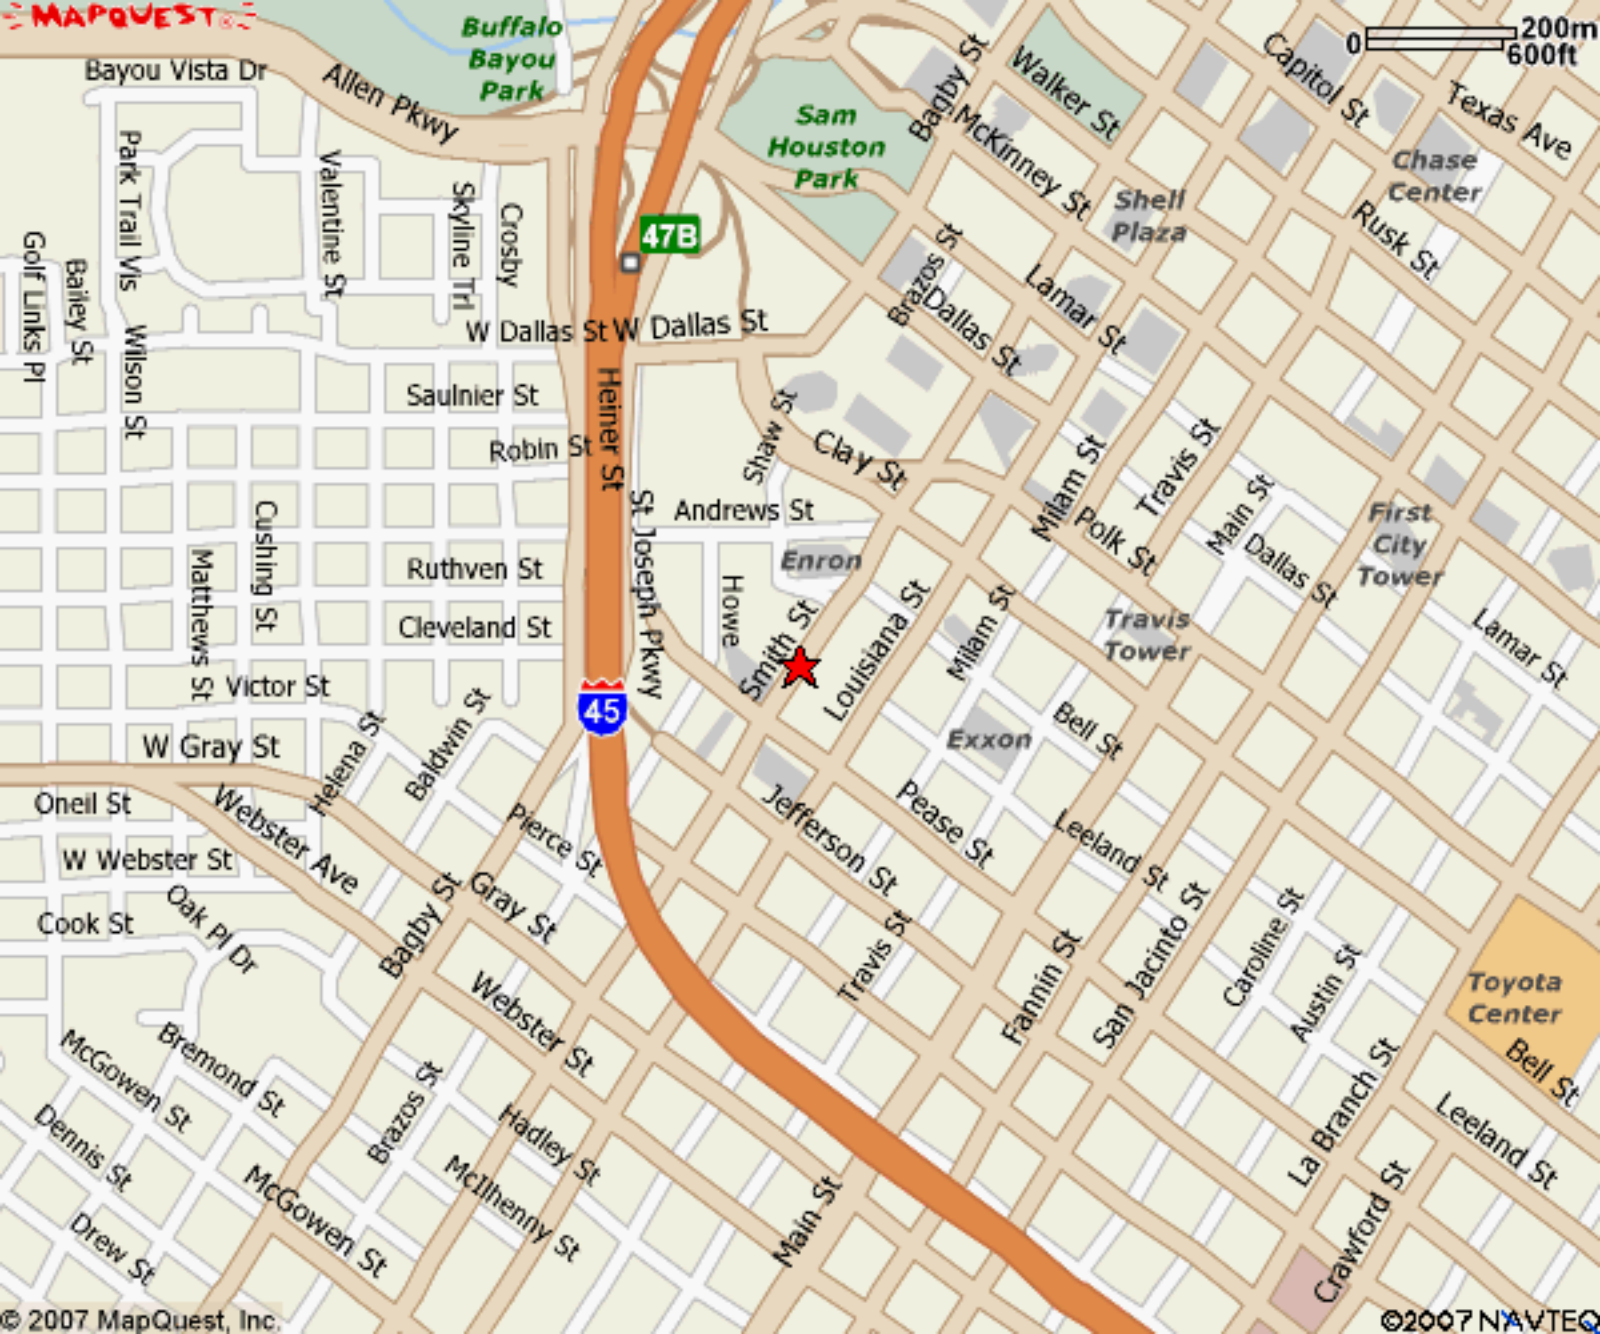 MAPQUEST®
Buffalo
Bayou
Park
0
200m
600ft
Bayou Vista Dr
Allen Pkwy
Sam
Houston
Park
Bagby St
Walker St
McKinney St
Capitol St
Texas Ave
Chase
Center
Shell
Plaza
Rusk St
Park Trail Vis
Valentine St
Skyline Trl
Crosby
47B
Golf Links Pl
Bailey St
Wilson St
Brazos St
Dallas St
Lamar St
W Dallas St
W Dallas St
Heiner St
Saulnier St
Robin St
Shaw St
Clay St
Milam St
Travis St
Main St
Polk St
Dallas St
First
City
Tower
St Joseph Pkwy
Andrews St
Enron
Cushing St
Matthews St
Ruthven St
Cleveland St
Howe
Smith St
Louisiana St
Milam St
Travis
Tower
Lamar St
Victor St
45
W Gray St
Helena St
Baldwin St
Exxon
Bell St
Oneil St
Webster Ave
Pierce St
Jefferson St
Pease St
Leeland St
W Webster St
Cook St
Oak Pl Dr
Bagby St
Gray St
Travis St
Fannin St
San Jacinto St
Caroline St
Austin St
Toyota
Center
Webster St
Bell St
McGowen St
Bremond St
Brazos St
La Branch St
Leeland St
Dennis St
Hadley St
McGowen St
McIlhenny St
Main St
Crawford St
Drew St
© 2007 MapQuest, Inc.
©2007 NAVTEQ